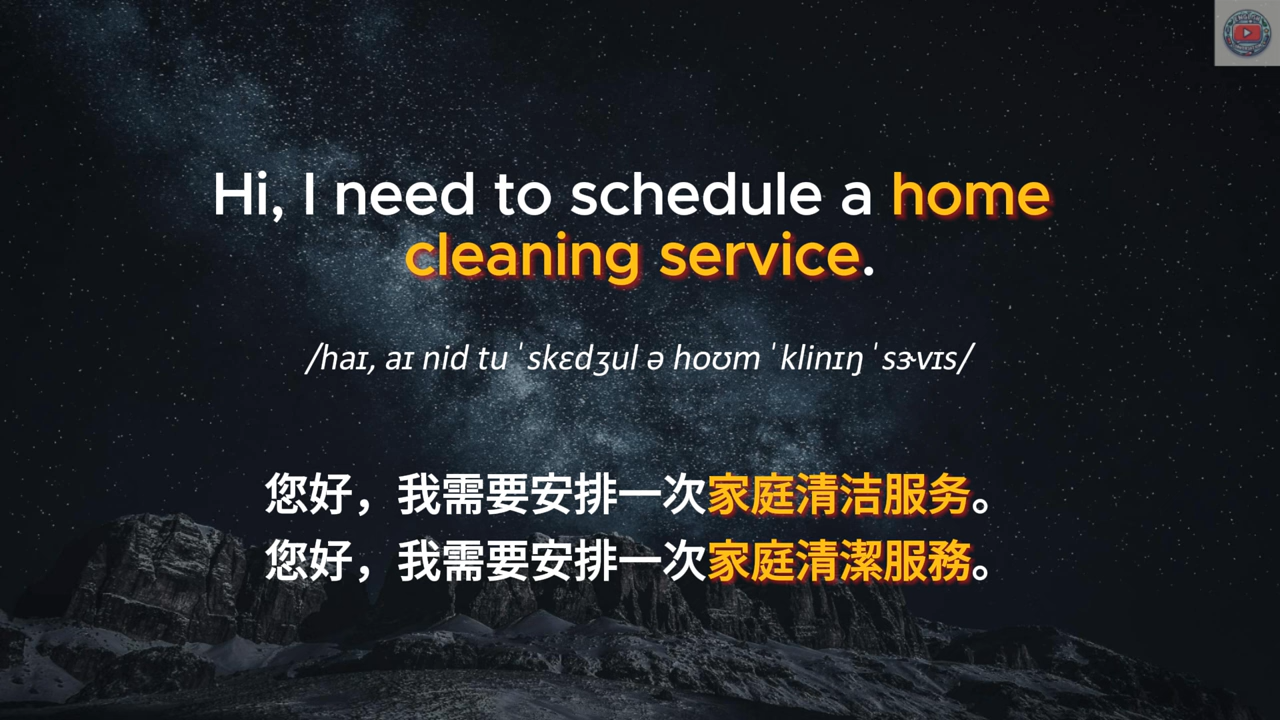 Hi, I need to schedule a home
cleaning service.
/haɪ, aɪ nid tu ˈskɛdʒul ə hoʊm ˈklinɪŋ ˈsɝvɪs/
您好，我需要安排一次家庭清洁服务。
您好，我需要安排一次家庭清潔服務。